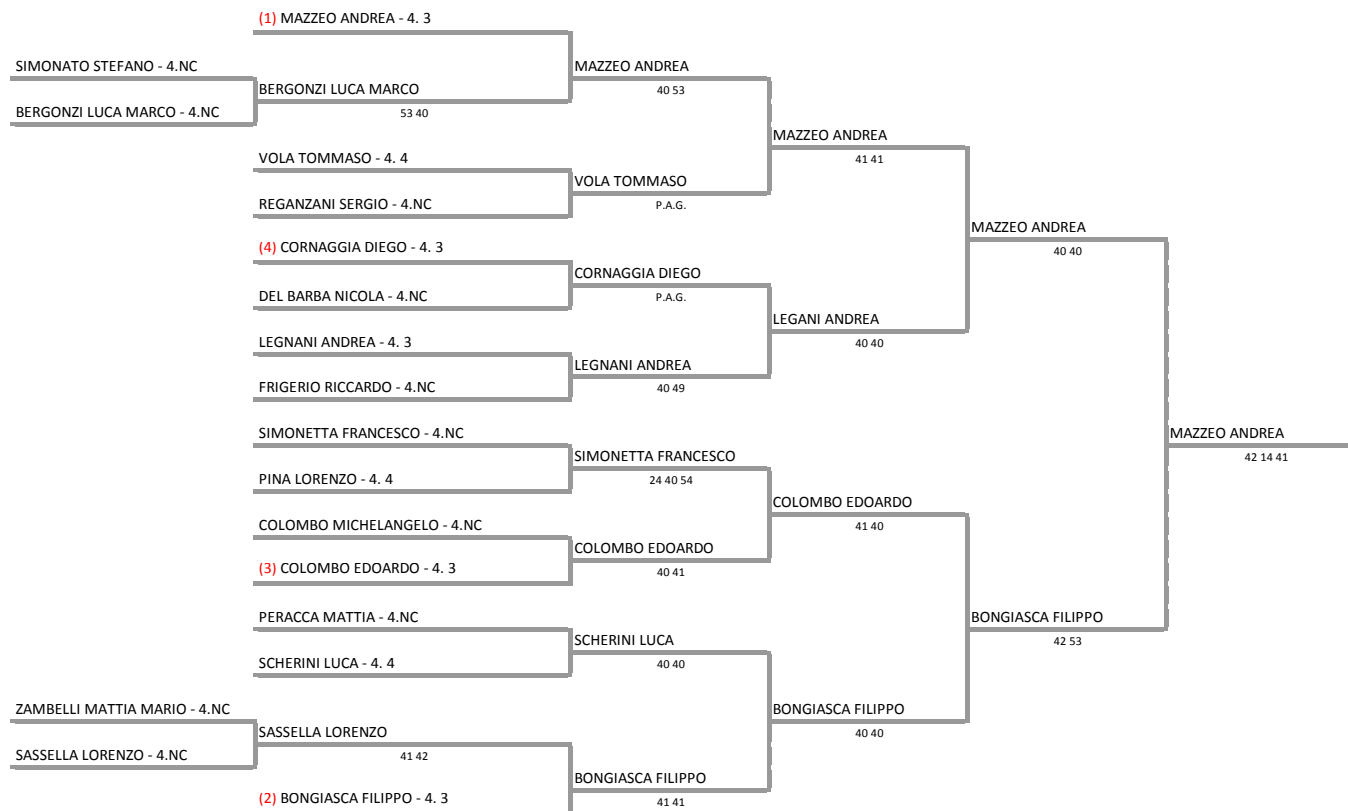 (1) MAZZEO ANDREA - 4. 3
SIMONATO STEFANO - 4.NC
MAZZEO ANDREA
BERGONZI LUCA MARCO
40 53
BERGONZI LUCA MARCO - 4.NC
53 40
MAZZEO ANDREA
VOLA TOMMASO - 4. 4
41 41
VOLA TOMMASO
REGANZANI SERGIO - 4.NC
P.A.G.
MAZZEO ANDREA
(4) CORNAGGIA DIEGO - 4. 3
40 40
CORNAGGIA DIEGO
DEL BARBA NICOLA - 4.NC
P.A.G.
LEGANI ANDREA
LEGNANI ANDREA - 4. 3
40 40
LEGNANI ANDREA
FRIGERIO RICCARDO - 4.NC
40 49
SIMONETTA FRANCESCO - 4.NC
MAZZEO ANDREA
SIMONETTA FRANCESCO
42 14 41
PINA LORENZO - 4. 4
24 40 54
COLOMBO EDOARDO
COLOMBO MICHELANGELO - 4.NC
41 40
COLOMBO EDOARDO
(3) COLOMBO EDOARDO - 4. 3
40 41
PERACCA MATTIA - 4.NC
BONGIASCA FILIPPO
SCHERINI LUCA
42 53
SCHERINI LUCA - 4. 4
40 40
ZAMBELLI MATTIA MARIO - 4.NC
BONGIASCA FILIPPO
SASSELLA LORENZO
40 40
SASSELLA LORENZO - 4.NC
41 42
BONGIASCA FILIPPO
(2) BONGIASCA FILIPPO - 4. 3
41 41